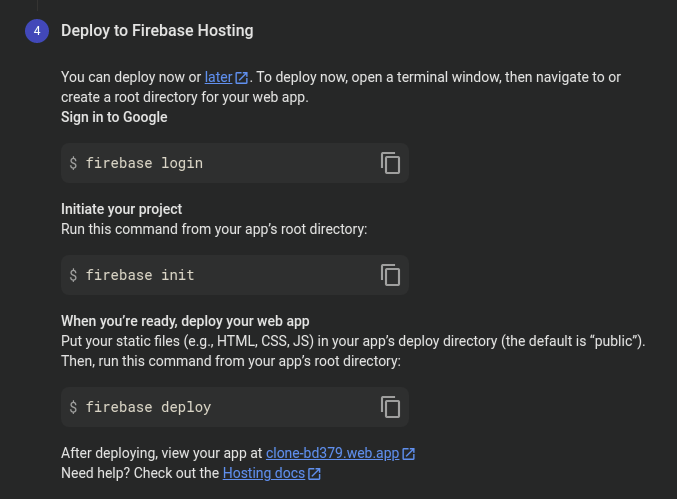 4 Deploy to Firebase Hosting
You can deploy now or later. To deploy now, open a terminal window, then navigate to or
create a root directory for your web app.
Sign in to Google
$ firebase login
Initiate your project
Run this command from your app’s root directory:
$ firebase init
When you’re ready, deploy your web app
Put your static files (e.g., HTML, CSS, JS) in your app’s deploy directory (the default is “public”).
Then, run this command from your app’s root directory:
$ firebase deploy
After deploying, view your app at clone-bd379.web.app
Need help? Check out the Hosting docs